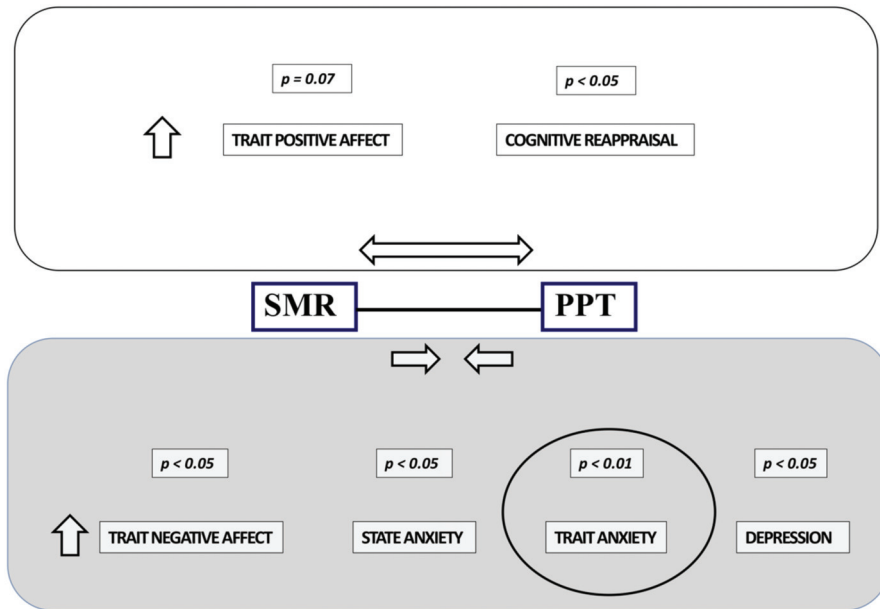 p = 0.07 p < 0.05
TRAIT POSITIVE AFFECT COGNITIVE REAPPRAISAL
SMR PPT
p < 0.05 p < 0.05 p < 0.01 p < 0.05
TRAIT NEGATIVE AFFECT STATE ANXIETY TRAIT ANXIETY DEPRESSION